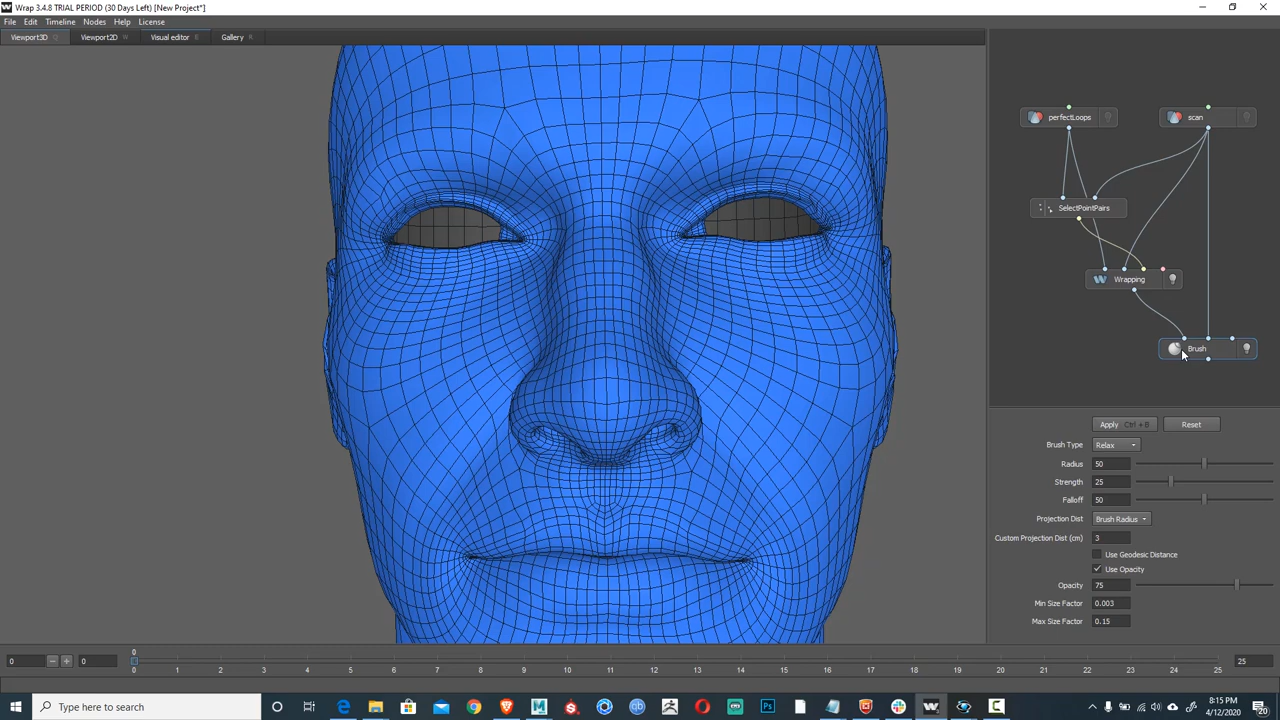 Wrap 3.4.8 TRIAL PERIOD (30 Days Left) [New Project*]
File Edit Timeline Nodes Help License
Viewport3D Q Viewport2D W Visual editor E Gallery R
perfectLoops
scan
SelectPointPairs
Wrapping
Brush
Apply Ctrl + B Reset
Brush Type Relax
Radius 50
Strength 25
Falloff 50
Projection Dist Brush Radius
Custom Projection Dist (cm) 3
Use Geodesic Distance
Use Opacity
Opacity 75
Min Size Factor 0.003
Max Size Factor 0.15
0
0 0 25
0 1 2 3 4 5 6 7 8 9 10 11 12 13 14 15 16 17 18 19 20 21 22 23 24 25
Type here to search
8:15 PM
4/12/2020
20